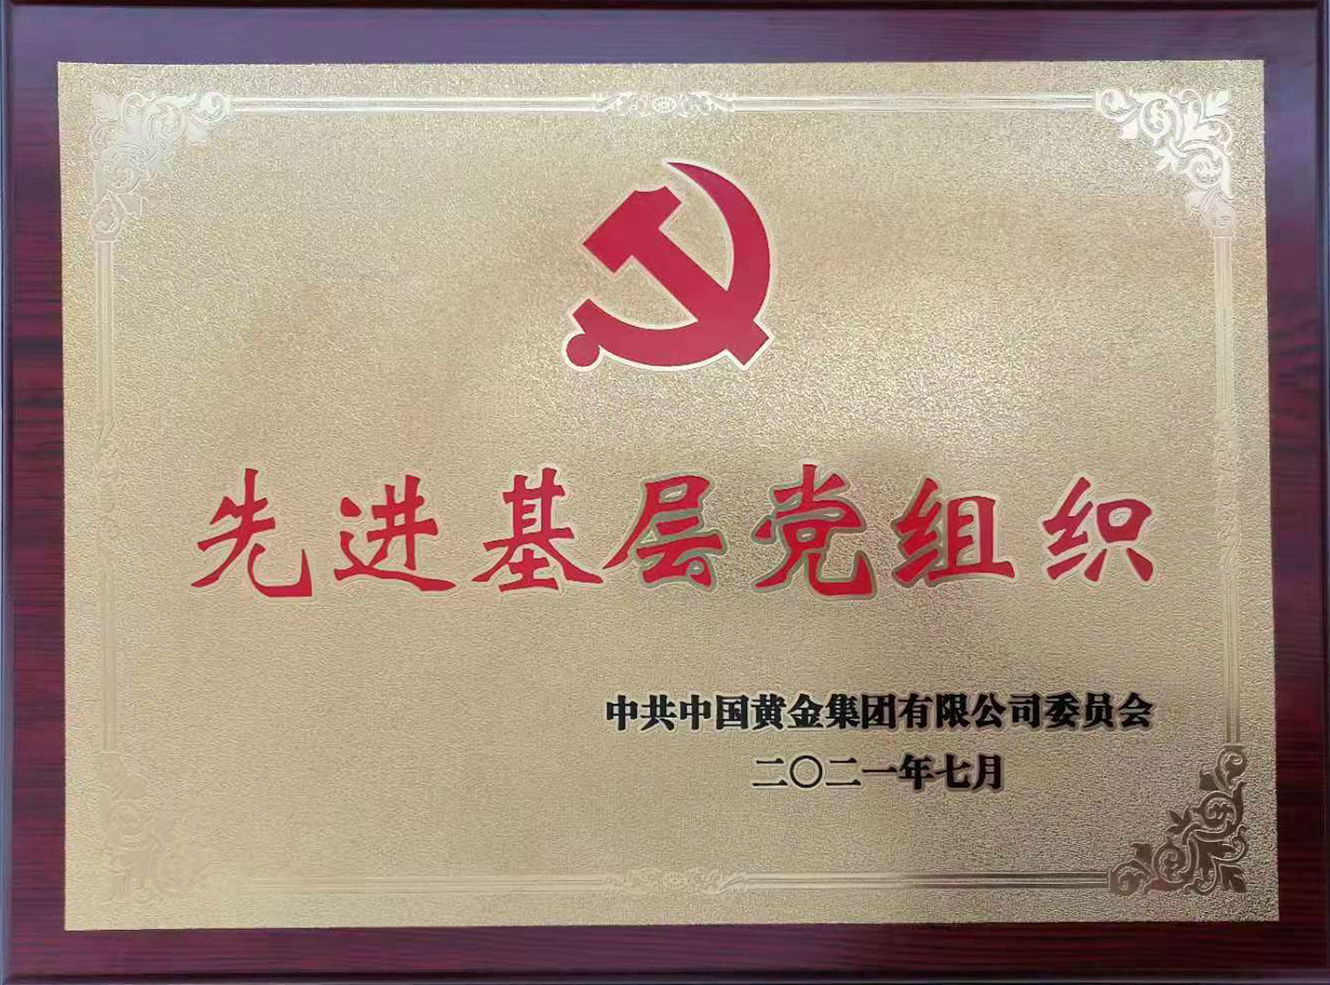 先进基层党组织
中共中国黄金集团有限公司委员会
二〇二一年七月